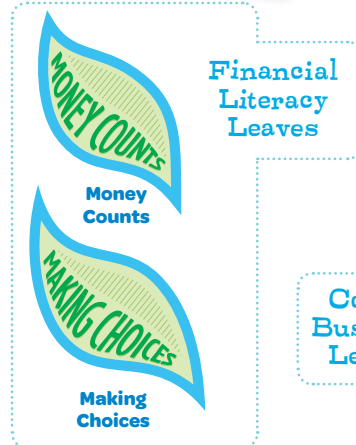 MONEY COUNTS
Money
Counts
Financial
Literacy
Leaves
MAKING CHOICES
Making
Choices